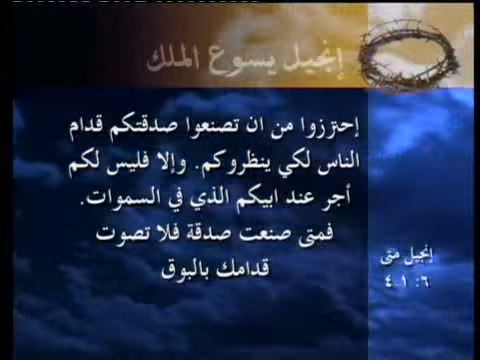 إنجيل يسوع الملك
إحترزوا من ان تصنعوا صدقتكم قدام
الناس لكي ينظروكم. وإلا فليس لكم
أجر عند ابيكم الذي في السموات.
فمتى صنعت صدقة فلا تصوت
قدامك بالبوق
إنجيل متى
٦: ١ ٤